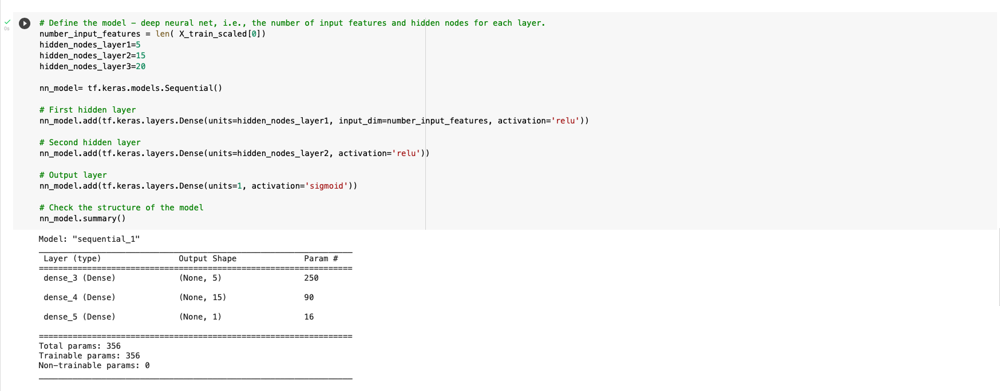 0s
# Define the model – deep neural net, i.e., the number of input features and hidden nodes for each layer.
number_input_features = len( X_train_scaled[0])
hidden_nodes_layer1=5
hidden_nodes_layer2=15
hidden_nodes_layer3=20
nn_model= tf.keras.models.Sequential()
# First hidden layer
nn_model.add(tf.keras.layers.Dense(units=hidden_nodes_layer1, input_dim=number_input_features, activation='relu'))
# Second hidden layer
nn_model.add(tf.keras.layers.Dense(units=hidden_nodes_layer2, activation='relu'))
# Output layer
nn_model.add(tf.keras.layers.Dense(units=1, activation='sigmoid'))
# Check the structure of the model
nn_model.summary()
Model: "sequential_1"
_________________________________________________________________
Layer (type) Output Shape Param #
=================================================================
dense_3 (Dense) (None, 5) 250
dense_4 (Dense) (None, 15) 90
dense_5 (Dense) (None, 1) 16
=================================================================
Total params: 356
Trainable params: 356
Non-trainable params: 0
_________________________________________________________________